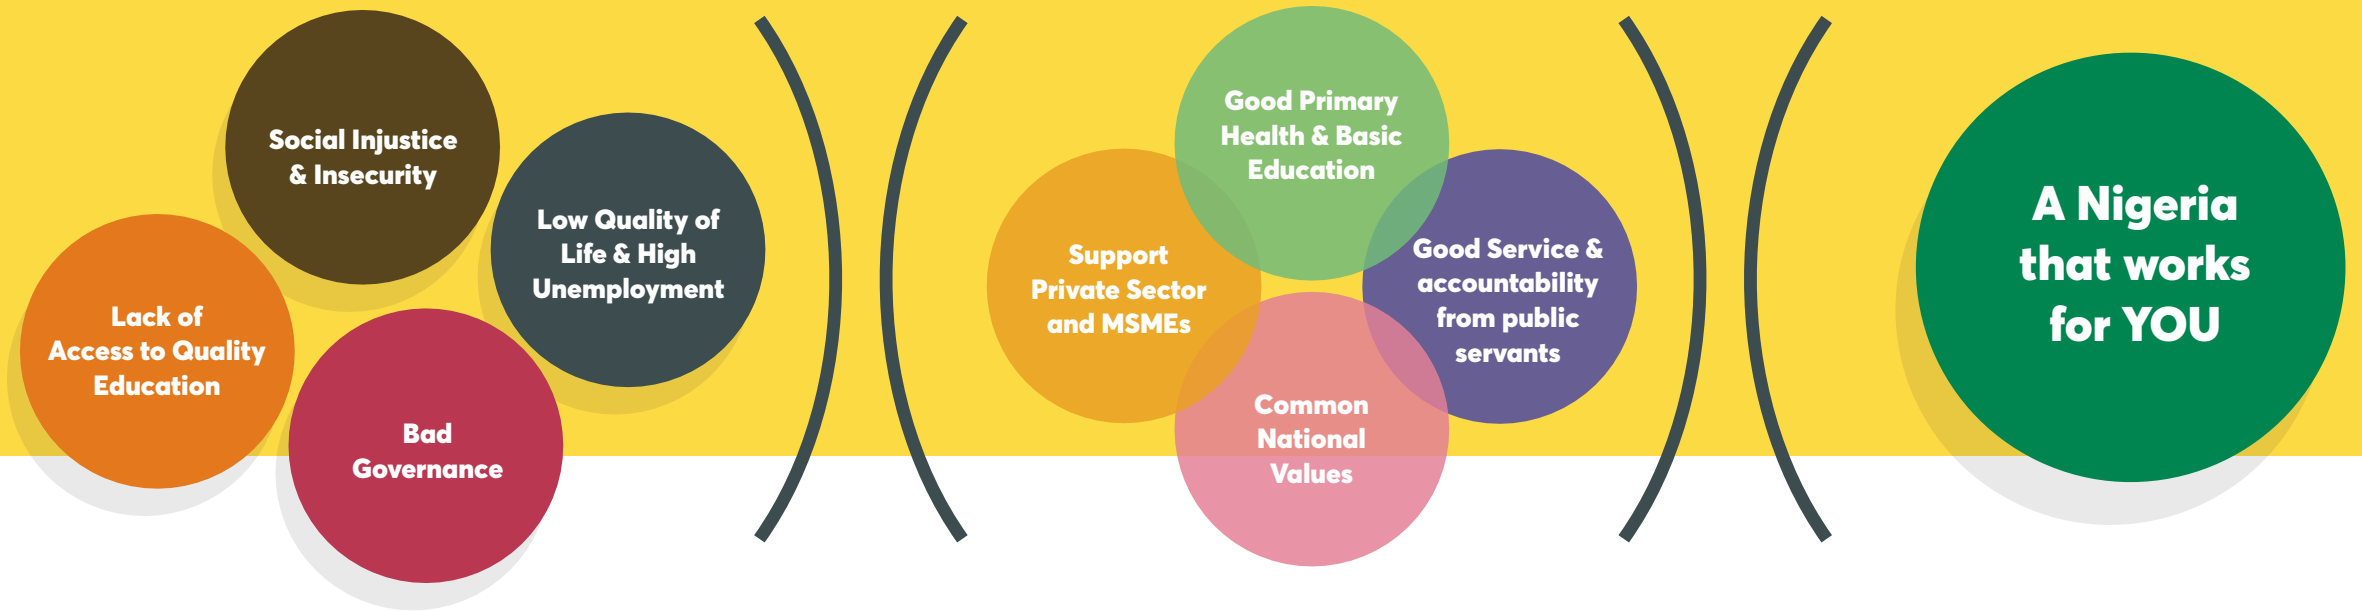 Social Injustice
& Insecurity
Low Quality of
Life & High
Unemployment
Lack of
Access to Quality
Education
Bad
Governance
Good Primary
Health & Basic
Education
Support
Private Sector
and MSMEs
Good Service &
accountability
from public
servants
Common
National
Values
A Nigeria
that works
for YOU